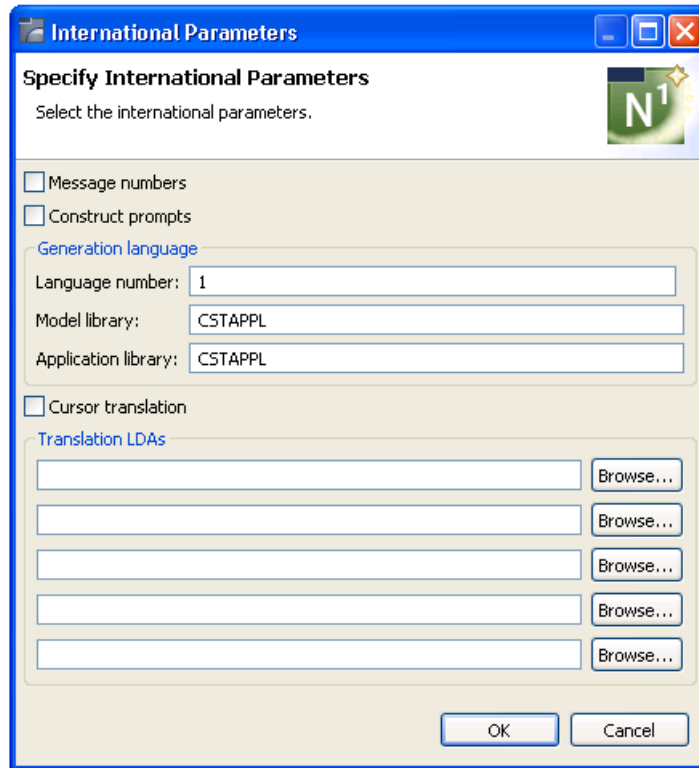 International Parameters
Specify International Parameters
Select the international parameters.
N1
Message numbers
Construct prompts
Generation language
Language number: 1
Model library: CSTAPPL
Application library: CSTAPPL
Cursor translation
Translation LDAs
Browse...
Browse...
Browse...
Browse...
Browse...
OK Cancel